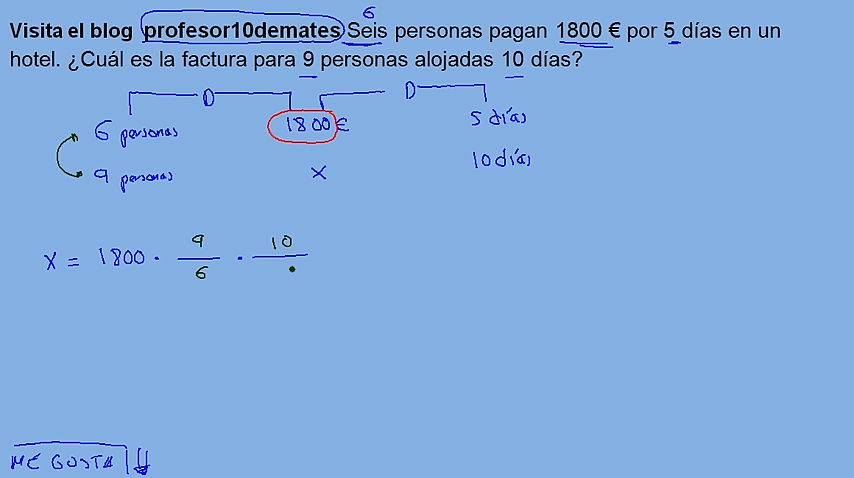 6
Visita el blog profesor10demates Seis personas pagan 1800 € por 5 días en un
hotel. ¿Cuál es la factura para 9 personas alojadas 10 días?
D D
6 personas 1800€ 5 días
9 personas x 10 días
x = 1800 · 9/6 · 10/
ME GUSTA